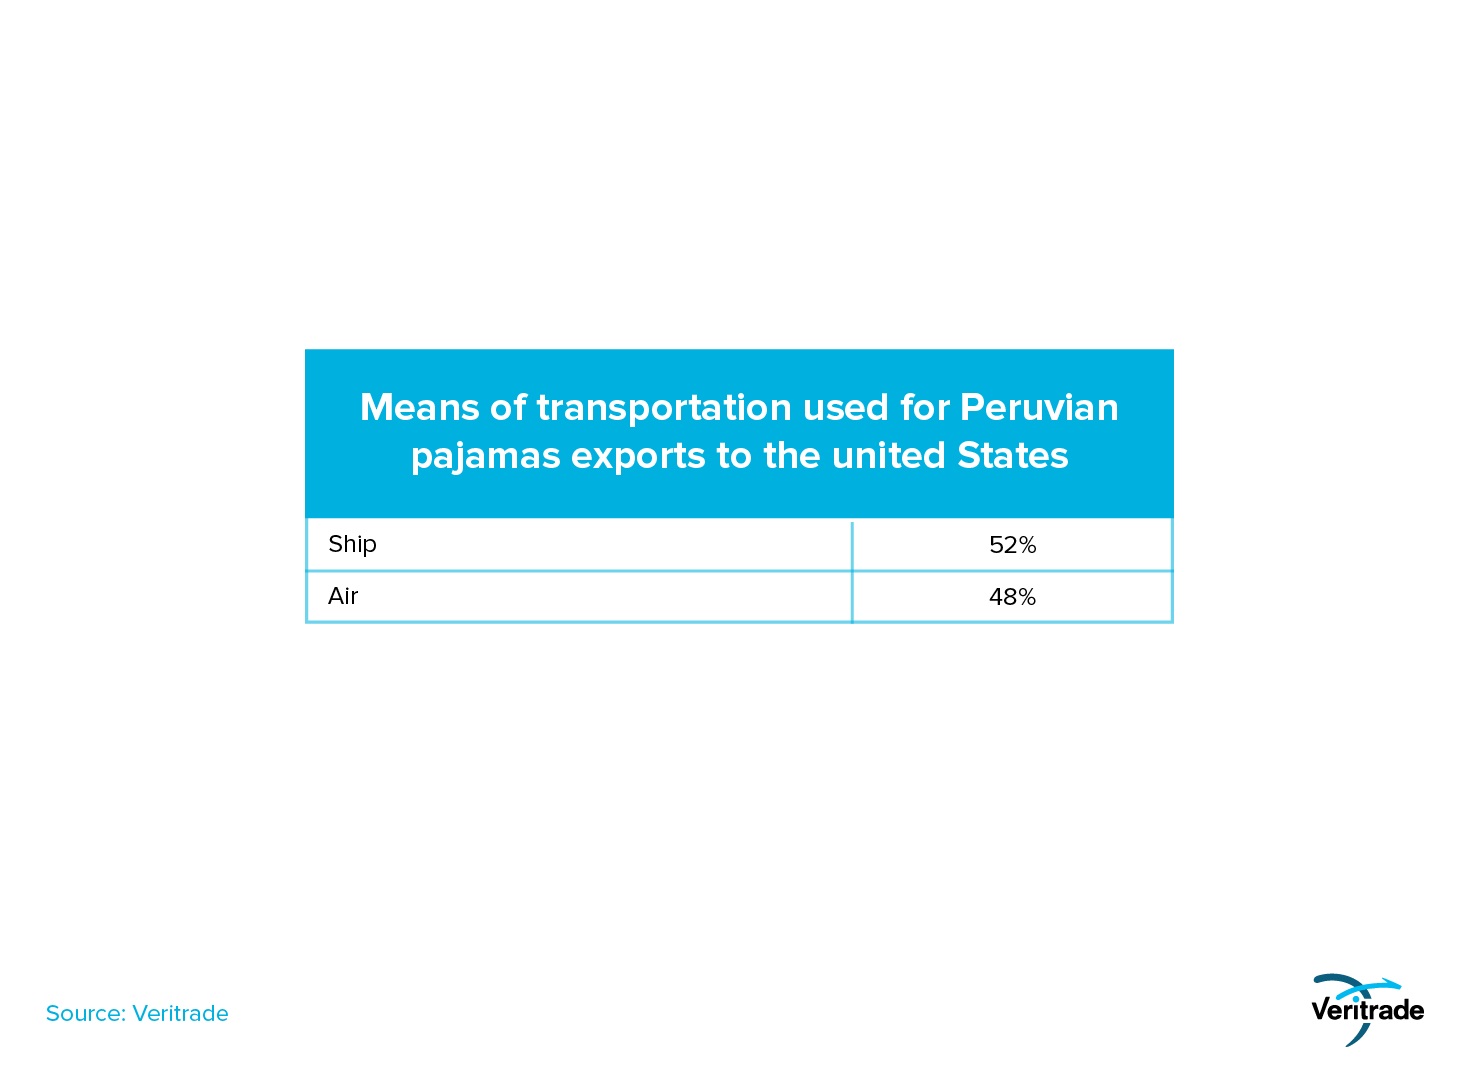 Means of transportation used for Peruvian
pajamas exports to the united States
Ship 52%
Air 48%
Source: Veritrade
Veritrade